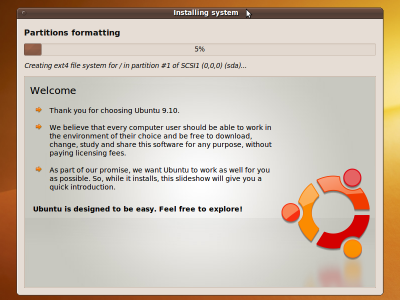 Installing system
Partitions formatting
5%
Creating ext4 file system for / in partition #1 of SCSI1 (0,0,0) (sda)...
Welcome
Thank you for choosing Ubuntu 9.10.
We believe that every computer user should be able to work in
the environment of their choice and be free to download,
change, study and share this software for any purpose, without
paying licensing fees.
As part of our promise, we want Ubuntu to work as well for you
as possible. So, while it installs, this slideshow will give you a
quick introduction.
Ubuntu is designed to be easy. Feel free to explore!